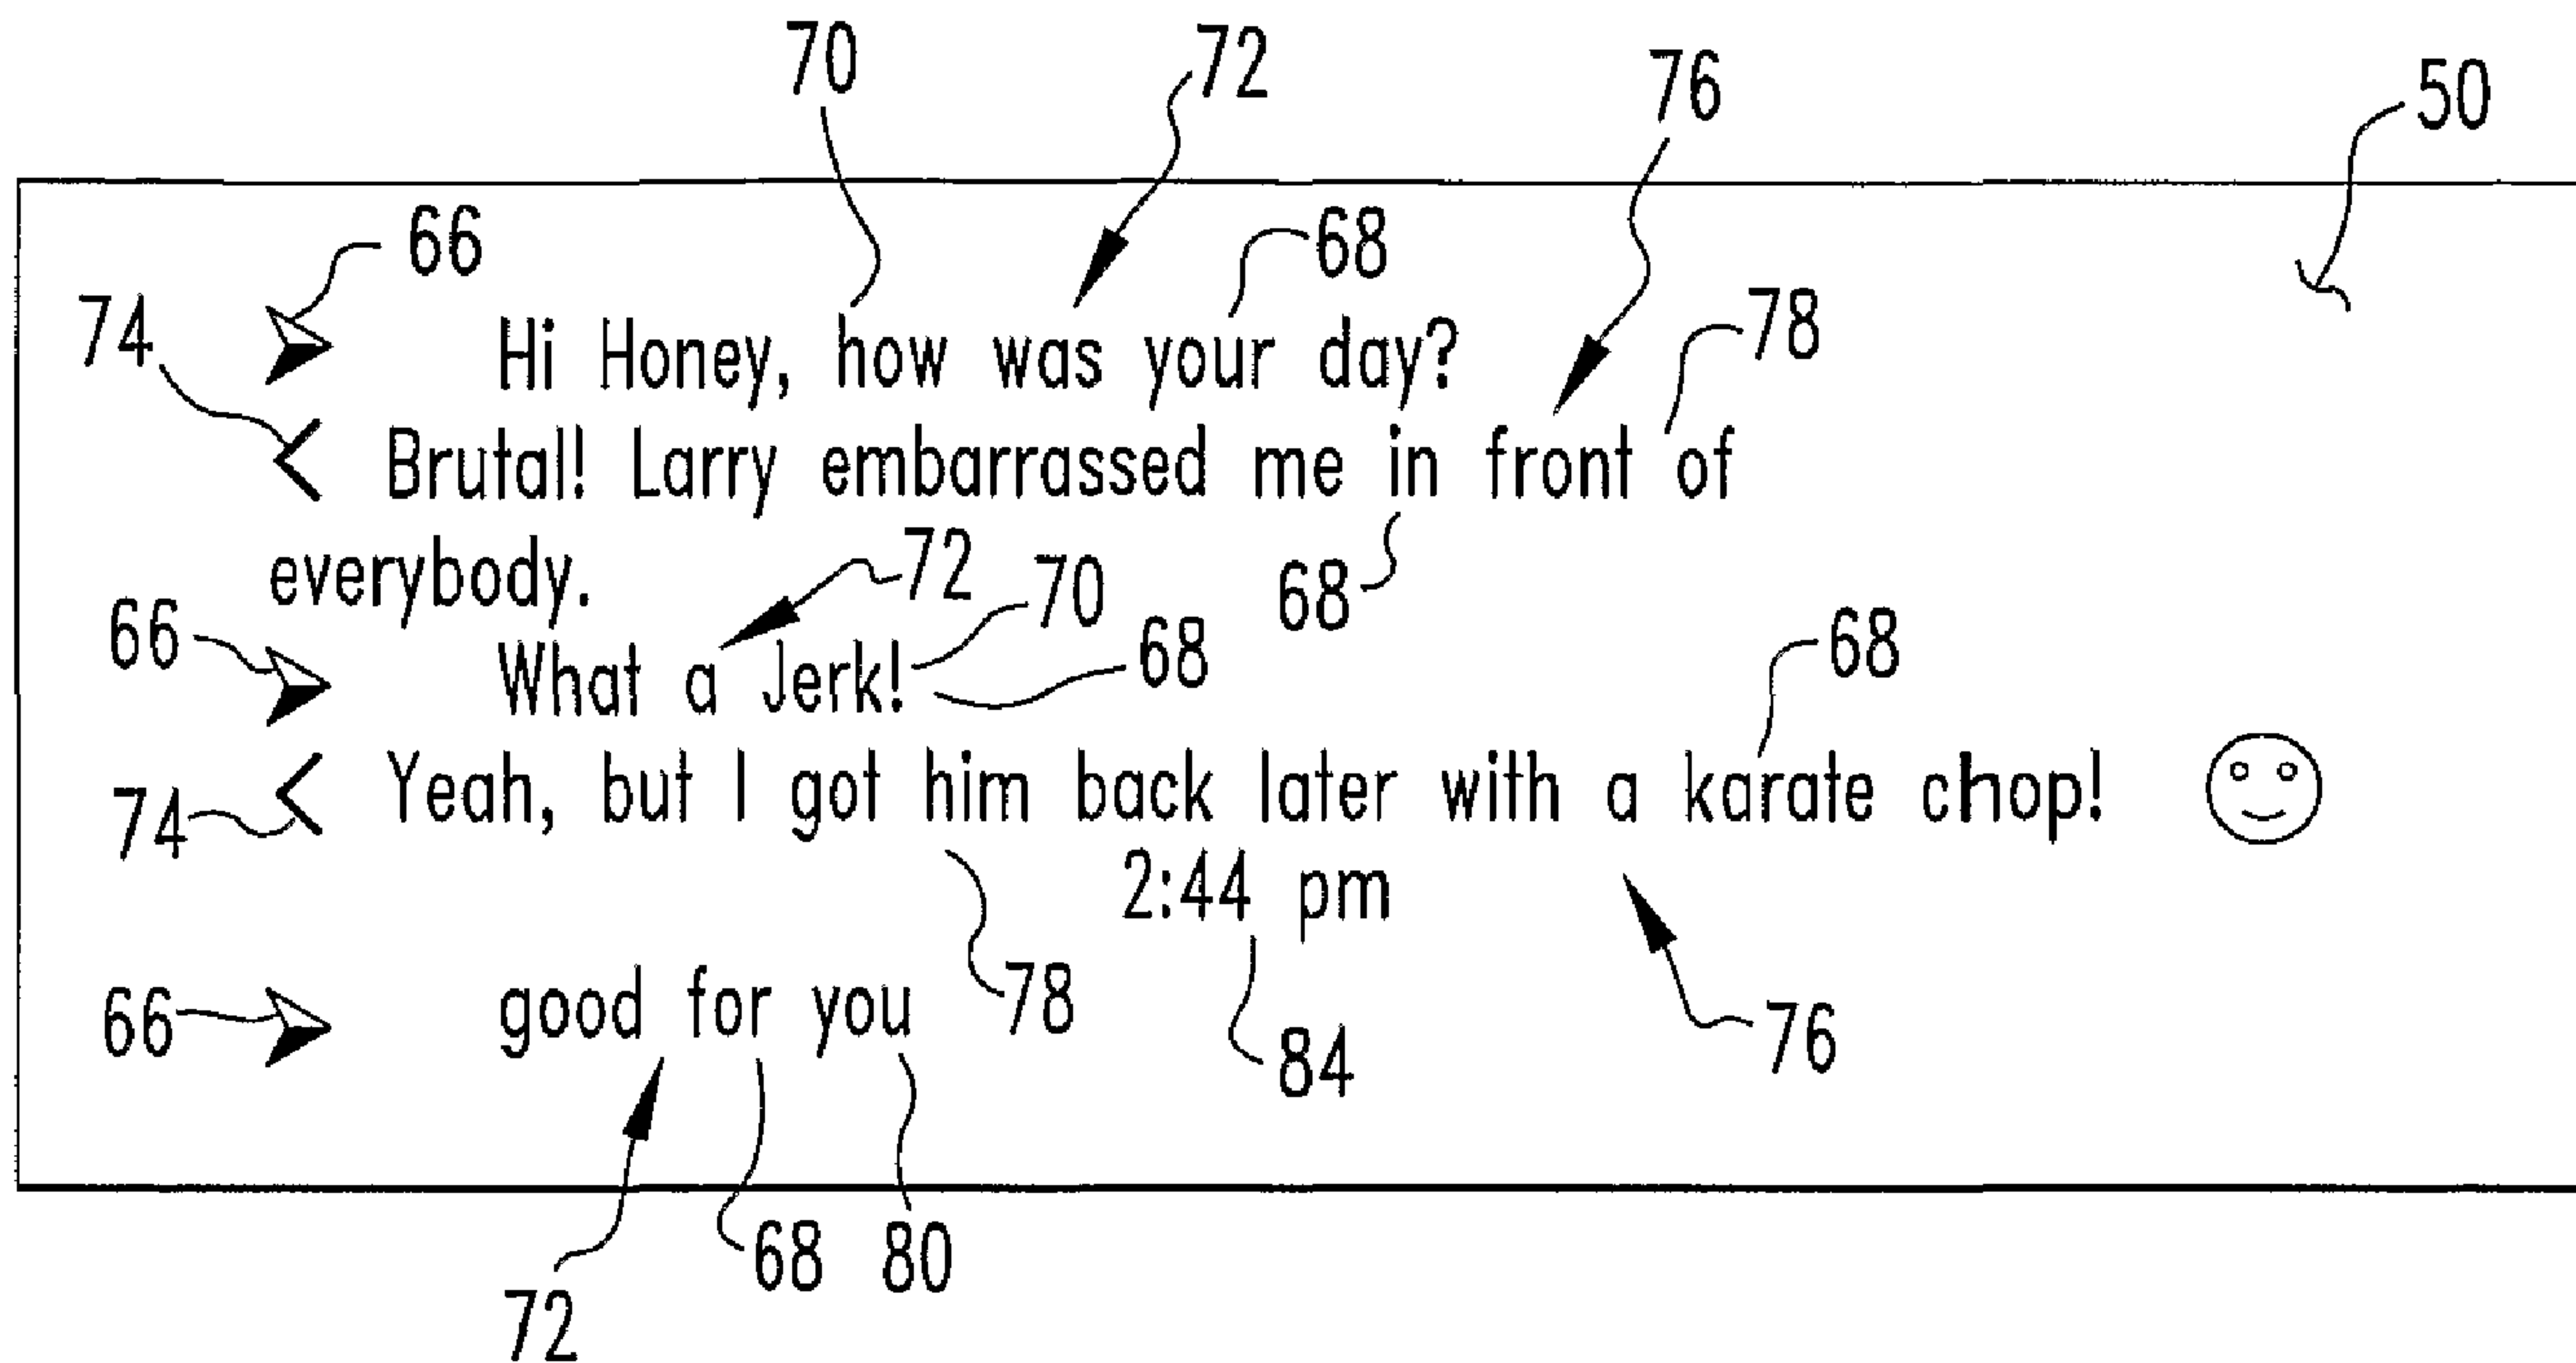 70 72 76 50
66 68
74 Hi Honey, how was your day? 78
< Brutal! Larry embarrassed me in front of
everybody. 72 70 68
66 What a Jerk! 68 68
74 < Yeah, but I got him back later with a karate chop!
2:44 pm
66 good for you 78 84 76
72 68 80